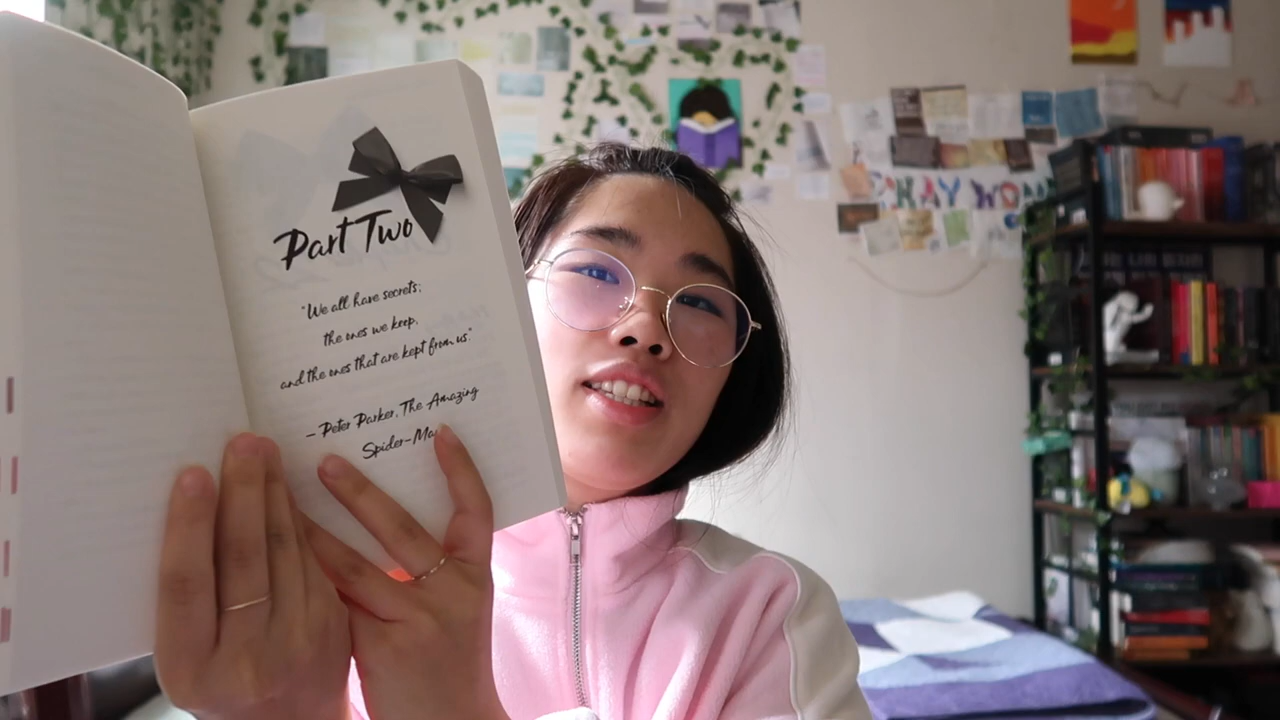 Part Two
"We all have secrets;
the ones we keep,
and the ones that are kept from us"
– Peter Parker, The Amazing
Spider-Man